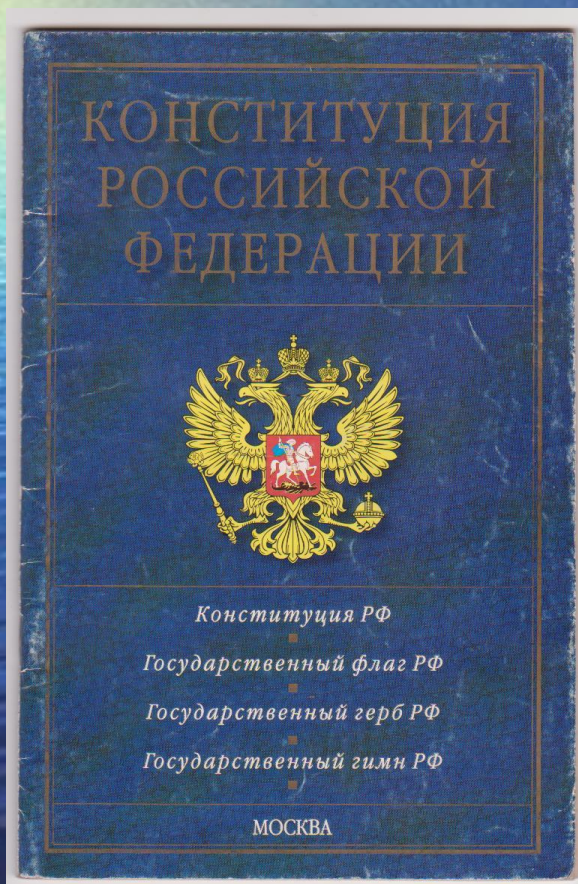 КОНСТИТУЦИЯ
РОССИЙСКОЙ
ФЕДЕРАЦИИ
Конституция РФ
Государственный флаг РФ
Государственный герб РФ
Государственный гимн РФ
МОСКВА